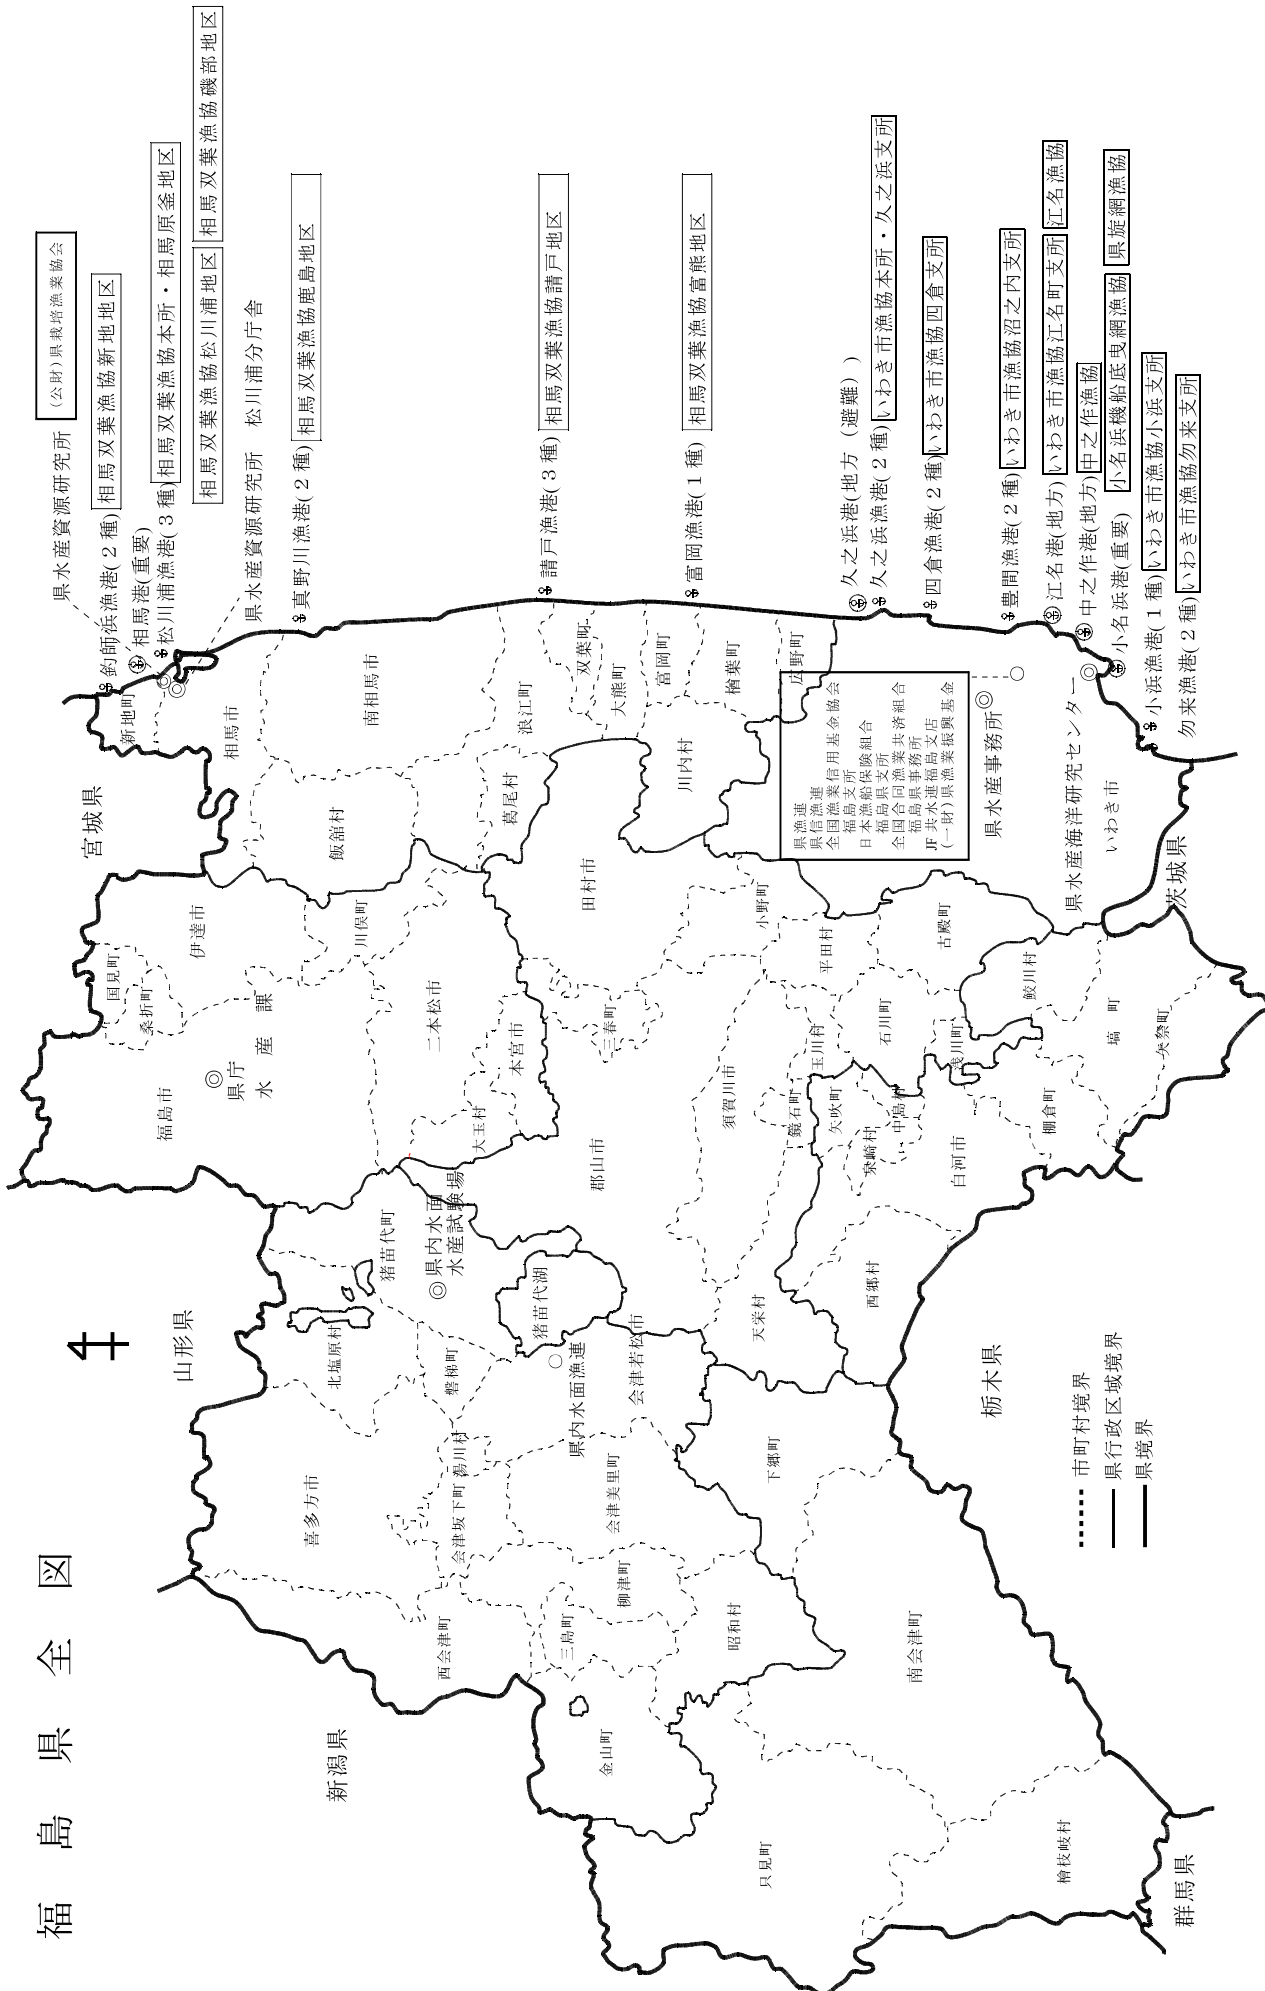 福島県全図
宮城県
山形県
新潟県
群馬県
栃木県
茨城県
県水産資源研究所
(公財)県栽培漁業協会
釣師浜漁港(2種)
相馬双葉漁協新地地区
相馬港(重要)
松川浦漁港(3種)
相馬双葉漁協本所・相馬原釜地区
相馬双葉漁協松川浦地区
相馬双葉漁協磯部地区
県水産資源研究所 松川浦分庁舎
真野川漁港(2種)
相馬双葉漁協鹿島地区
請戸漁港(3種)
相馬双葉漁協請戸地区
富岡漁港(1種)
相馬双葉漁協富熊地区
久之浜港(地方(避難))
久之浜漁港(2種)
いわき市漁協本所・久之浜支所
四倉漁港(2種)
いわき市漁協四倉支所
豊間漁港(2種)
いわき市漁協沼之内支所
江名港(地方)
いわき市漁協江名町支所
江名漁協
中之作港(地方)
中之作漁協
小名浜港(重要)
小名浜機船底曳網漁協
県旋網漁協
小浜漁港(1種)
いわき市漁協小浜支所
勿来漁港(2種)
いわき市漁協勿来支所
県漁連
県信漁連
全国漁業信用基金協会
福島支所
日本漁船保険組合
福島県支所
全国合同漁業共済組合
福島県事務所
JF共水連福島支店
(一財)県漁業振興基金
県水産事務所
県水産海洋研究センター
いわき市
新地町
相馬市
南相馬市
飯舘村
浪江町
葛尾村
双葉町
大熊町
富岡町
川内村
楢葉町
広野町
国見町
桑折町
伊達市
川俣町
福島市
県庁
水産課
二本松市
大玉村
本宮市
田村市
三春町
小野町
郡山市
須賀川市
鏡石町
天栄村
平田村
玉川村
石川町
古殿町
浅川町
矢吹町
中島村
泉崎村
白河市
西郷村
棚倉町
鮫川村
塙町
矢祭町
猪苗代町
県内水面
水産試験場
猪苗代湖
北塩原村
磐梯町
県内水面漁連
会津若松市
喜多方市
湯川村
会津坂下町
会津美里町
西会津町
柳津町
三島町
金山町
昭和村
下郷町
南会津町
只見町
檜枝岐村
市町村境界
県行政区域境界
県境界